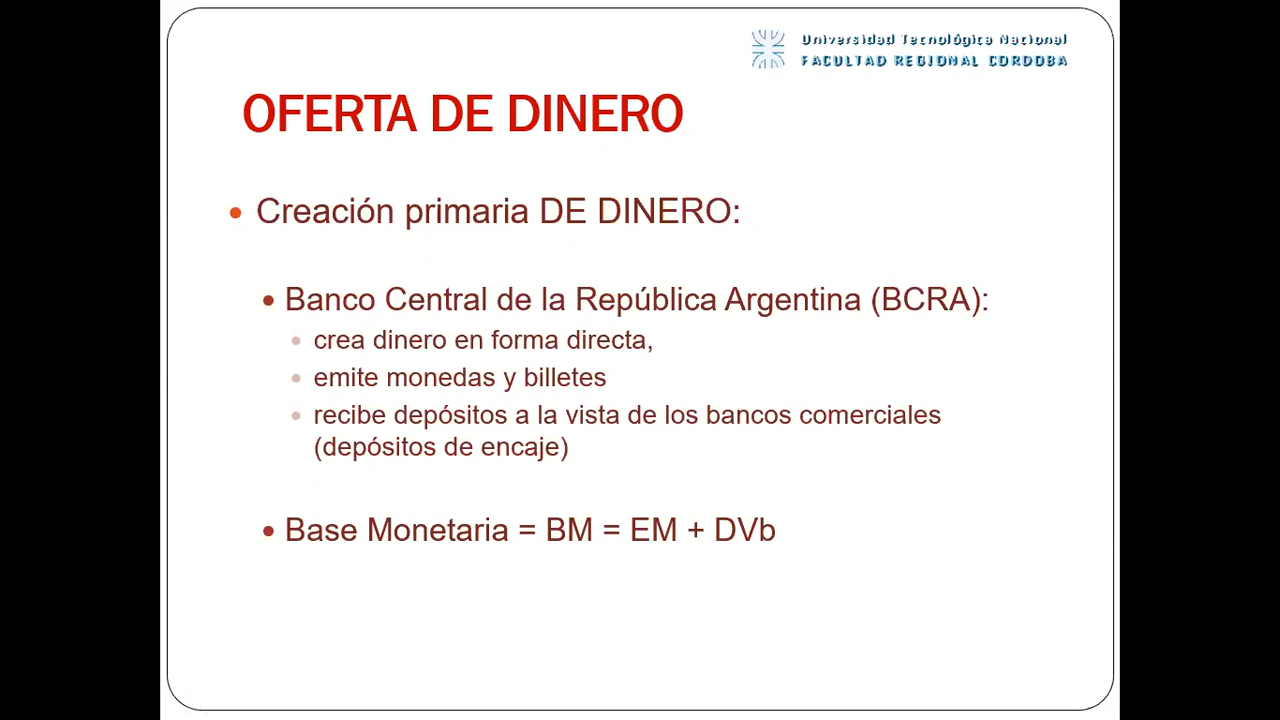 Universidad Tecnológica Nacional
FACULTAD REGIONAL CORDOBA
OFERTA DE DINERO
• Creación primaria DE DINERO:
• Banco Central de la República Argentina (BCRA):
• crea dinero en forma directa,
• emite monedas y billetes
• recibe depósitos a la vista de los bancos comerciales
(depósitos de encaje)
• Base Monetaria = BM = EM + DVb